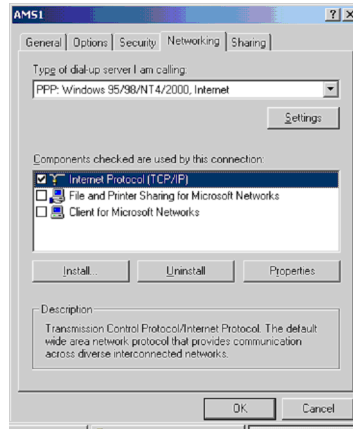 AMS1
General Options Security Networking Sharing
Type of dial-up server I am calling:
PPP: Windows 95/98/NT4/2000, Internet
Settings
Components checked are used by this connection:
Internet Protocol (TCP/IP)
File and Printer Sharing for Microsoft Networks
Client for Microsoft Networks
Install... Uninstall Properties
Description
Transmission Control Protocol/Internet Protocol. The default
wide area network protocol that provides communication
across diverse interconnected networks.
OK Cancel